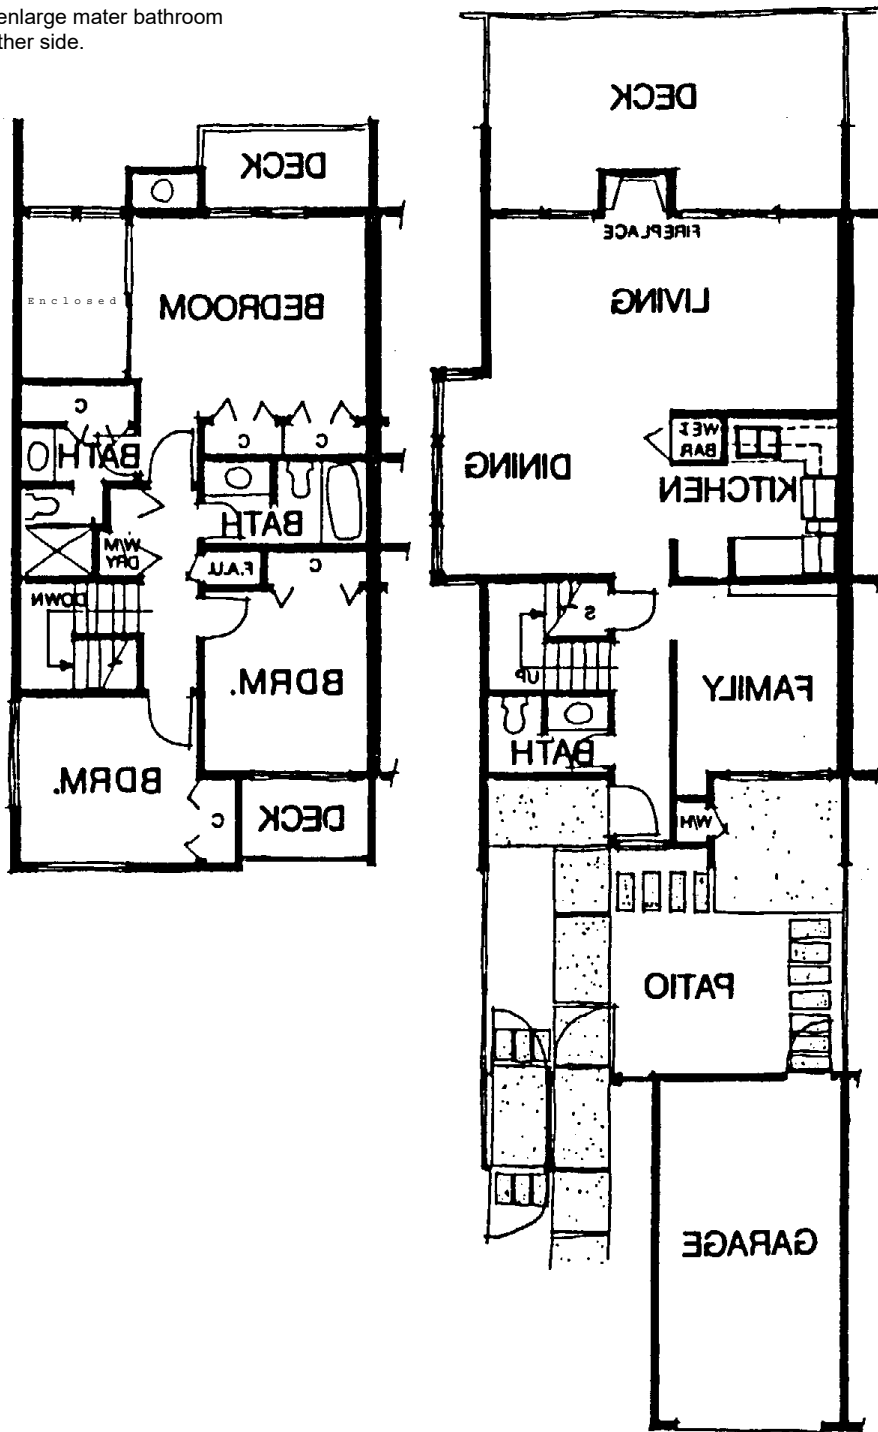 enlarge mater bathroom
ther side.
DECK
DECK
FIREPLACE
Enclosed
BEDROOM
LIVING
C
C
C
WET
BAR
BATH
DINING
KITCHEN
BATH
W/M
DRY
F.A.U.
C
DOWN
S
UP
BDRM.
FAMILY
BATH
BDRM.
C
DECK
W/H
PATIO
GARAGE